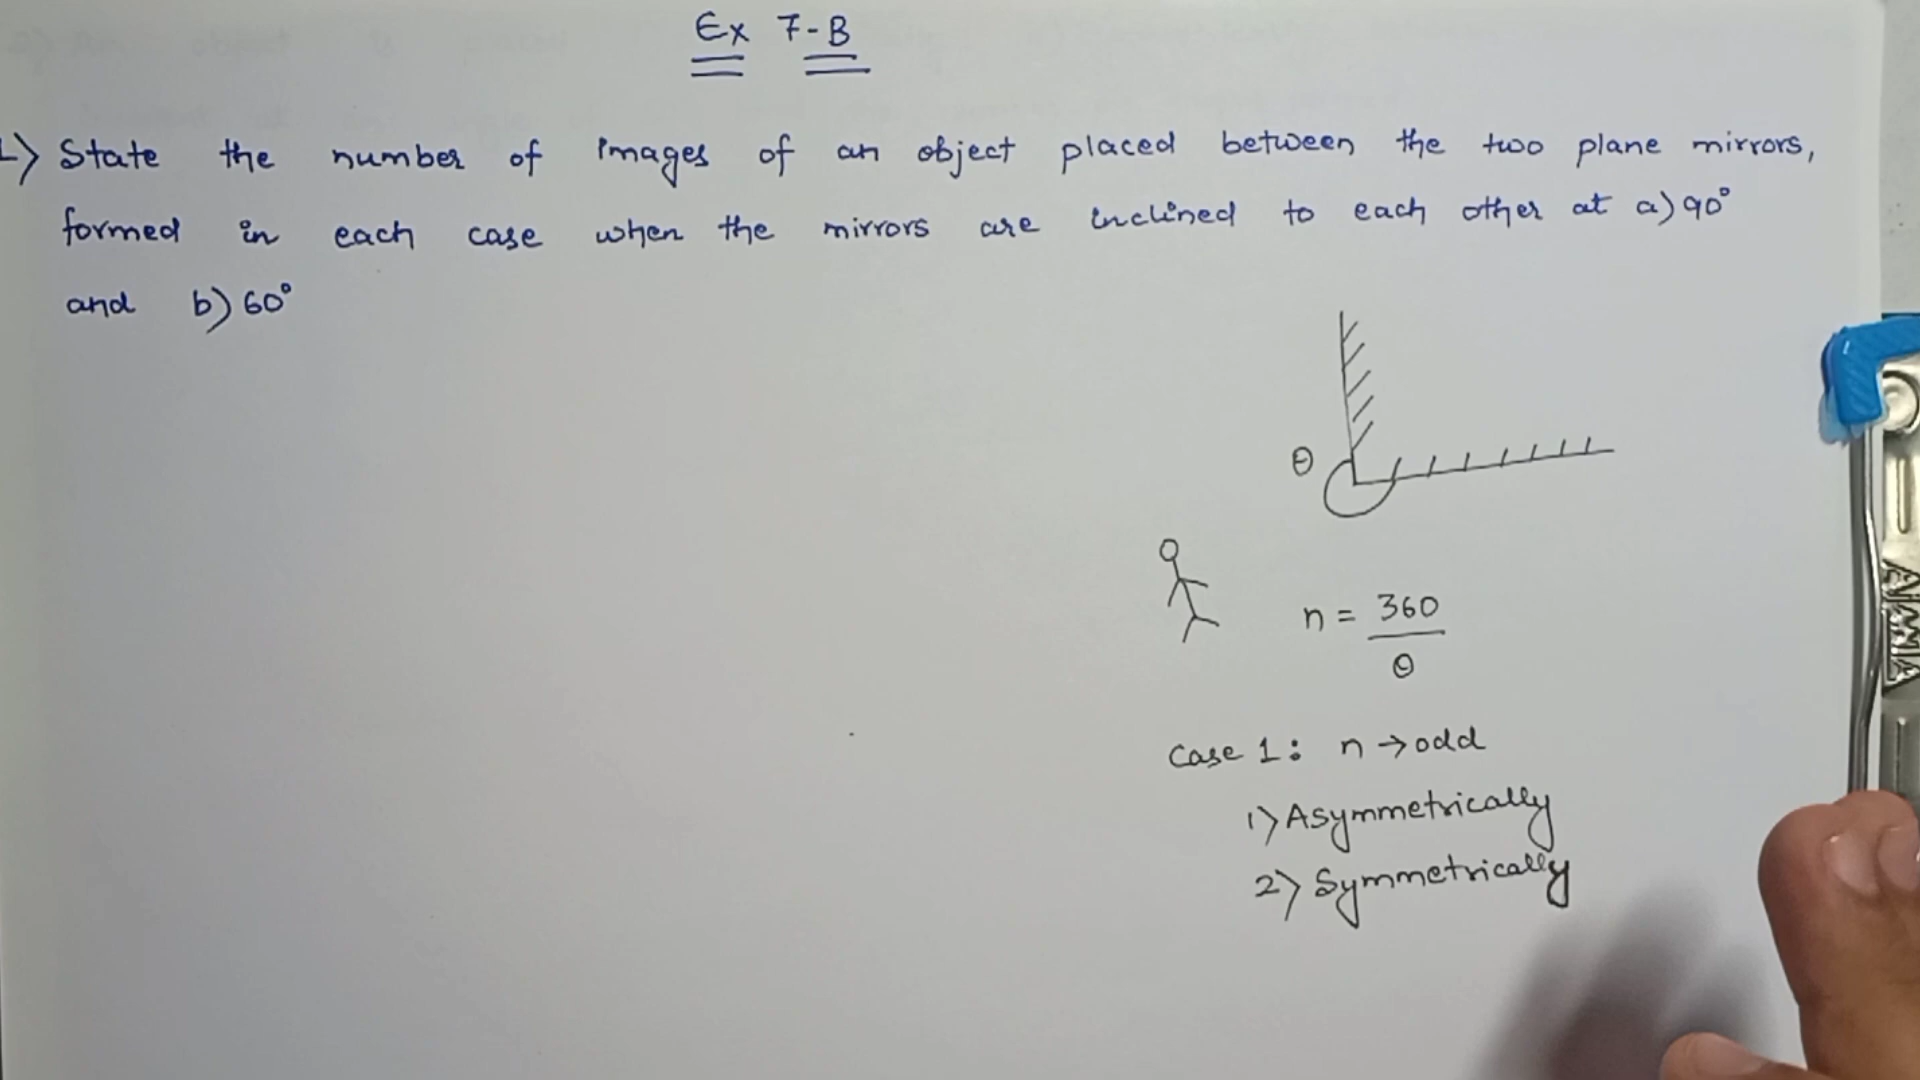 Ex 7-B
1) State the number of images of an object placed between the two plane mirrors,
formed in each case when the mirrors are inclined to each other at a) 90°
and b) 60°
θ
n = 360
θ
Case 1: n → odd
1) Asymmetrically
2) Symmetrically